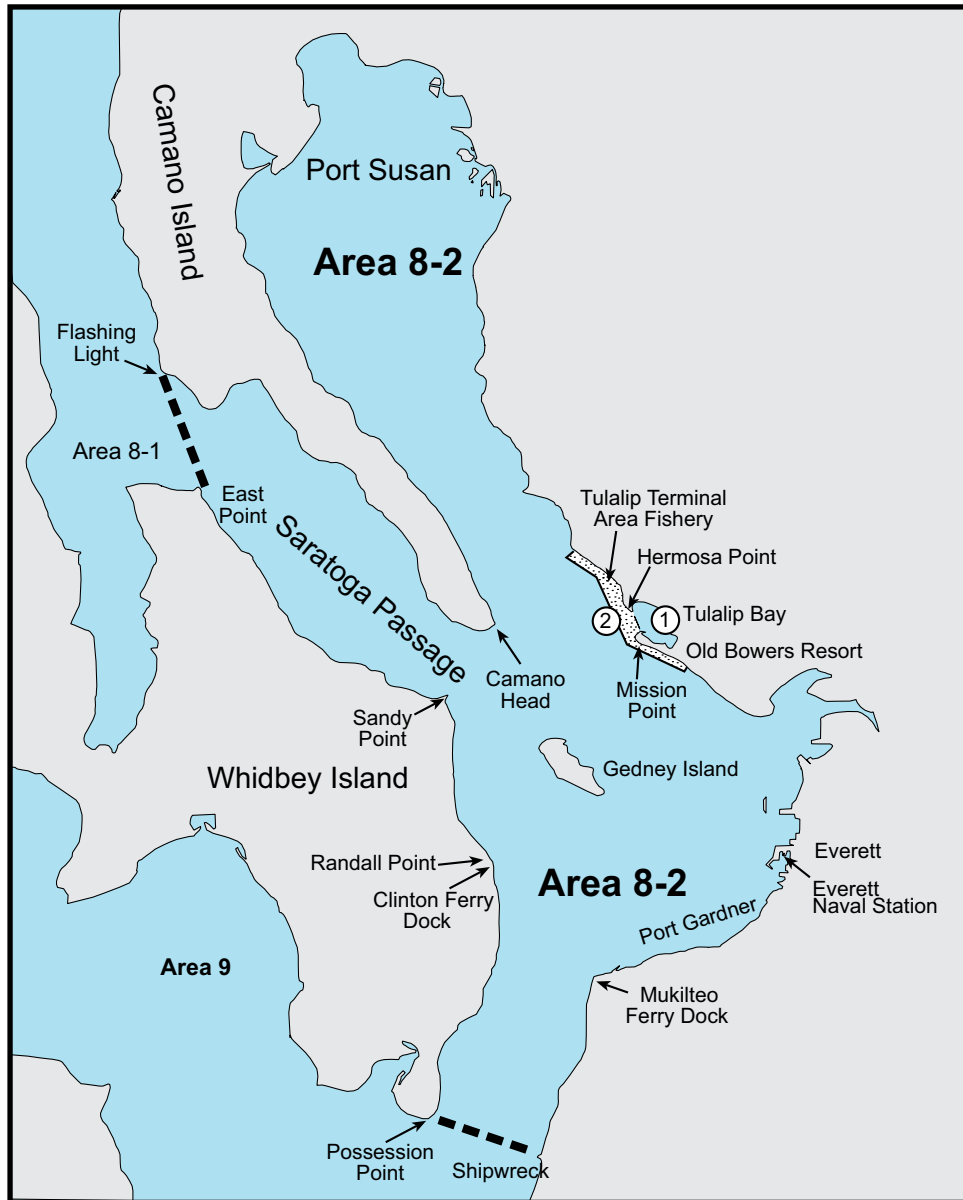 Camano Island
Port Susan
Area 8-2
Flashing
Light
Area 8-1
East
Point
Saratoga Passage
Tulalip Terminal
Area Fishery
Hermosa Point
2
1
Tulalip Bay
Old Bowers Resort
Mission
Point
Camano
Head
Sandy
Point
Gedney Island
Whidbey Island
Randall Point
Clinton Ferry
Dock
Area 8-2
Everett
Everett
Naval Station
Port Gardner
Area 9
Mukilteo
Ferry Dock
Possession
Point
Shipwreck